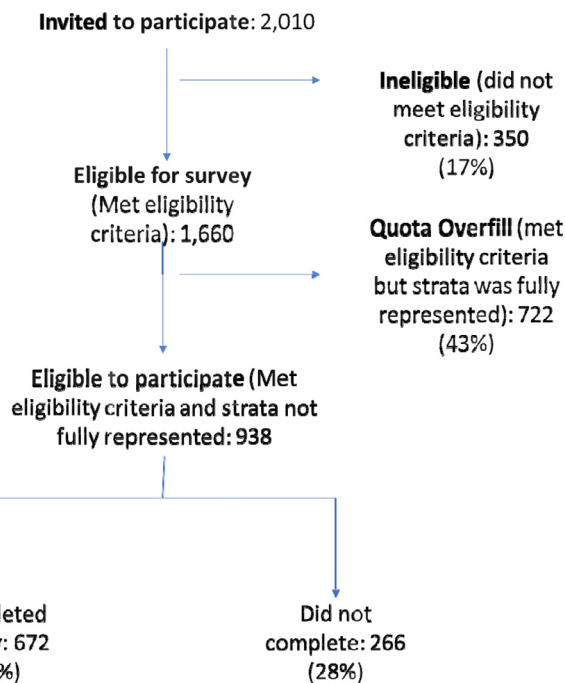 Invited to participate: 2,010
Ineligible (did not
meet eligibility
criteria): 350
(17%)
Eligible for survey
(Met eligibility
criteria): 1,660
Quota Overfill (met
eligibility criteria
but strata was fully
represented): 722
(43%)
Eligible to participate (Met
eligibility criteria and strata not
fully represented: 938
672
Did not
complete: 266
(28%)